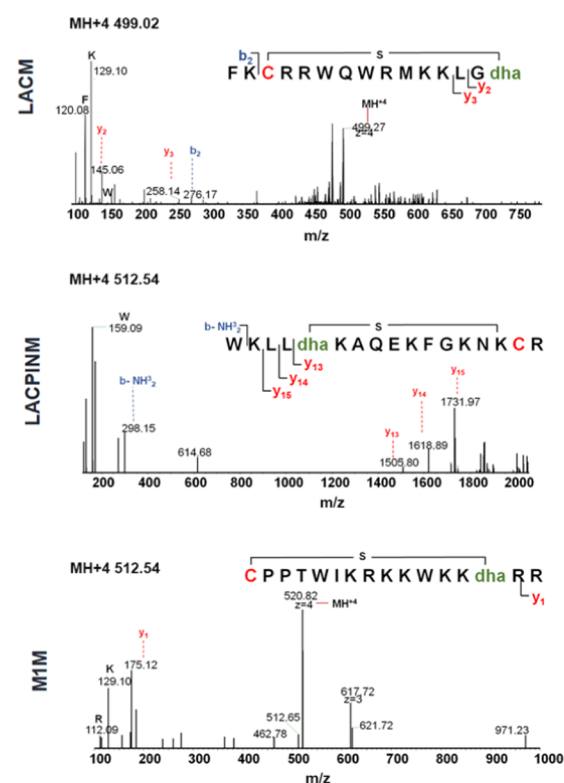 MH+4 499.02
LACM
K
129.10
F
120.08
y2
145.06
W
y3
258.14
b2
276.17
MH+4
499.27
z=4
b2
S
F K C R R W Q W R M K K L G dha
y2
y3
100 150 200 250 300 350 400 450 500 550 600 650 700 750
m/z
MH+4 512.54
LACPINM
W
159.09
b- NH32
298.15
614.68
b- NH32
S
W K L L dha K A Q E K F G K N K C R
y13
y14
y15
y15
1731.97
y14
1618.89
y13
1505.80
200 400 600 800 1000 1200 1400 1600 1800 2000
m/z
MH+4 512.54
M1M
S
C P P T W I K R K K W K K dha R R
y1
520.82
z=4
MH+4
y1
175.12
K
129.10
R
112.09
617.72
z=3
512.65
621.72
462.78
971.23
100 200 300 400 500 600 700 800 900 1000
m/z